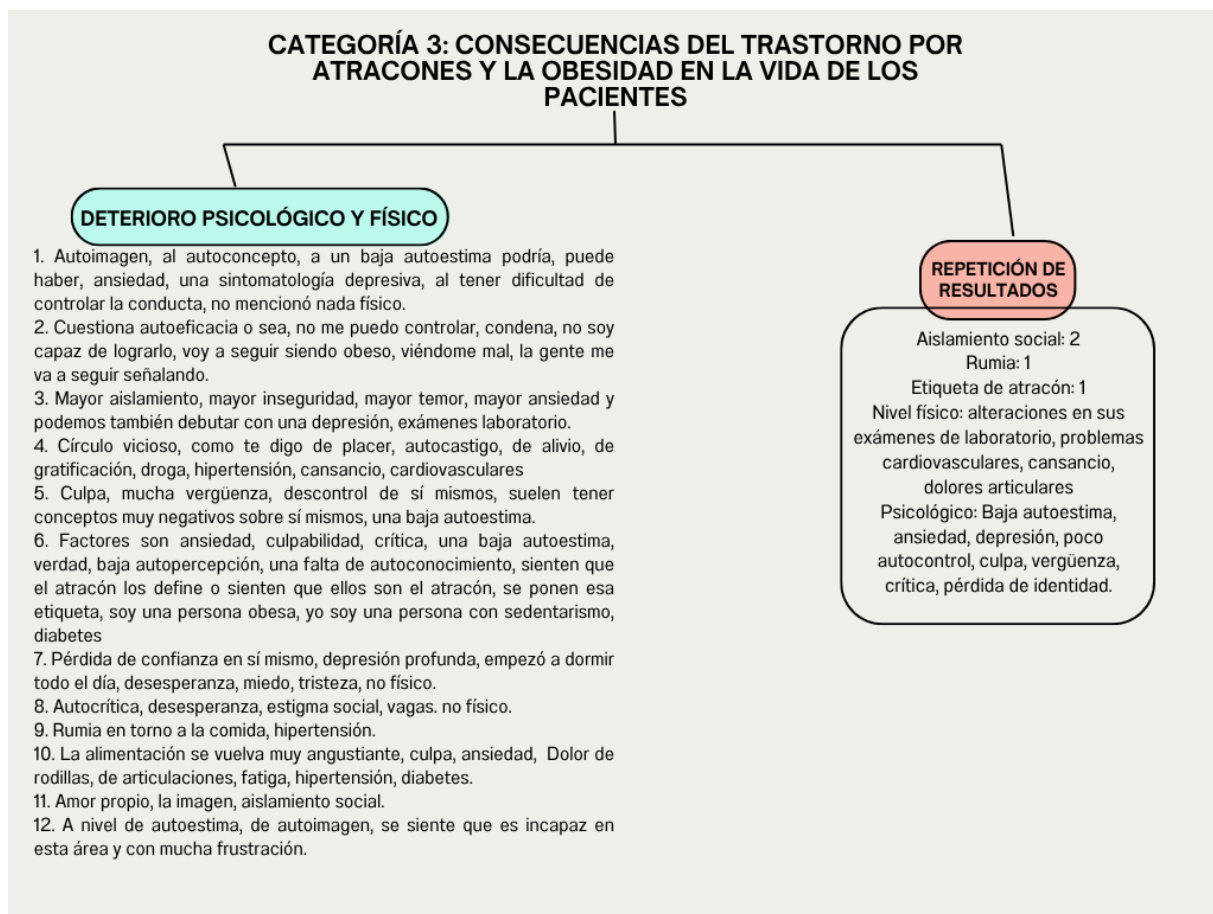 CATEGORÍA 3: CONSECUENCIAS DEL TRASTORNO POR
ATRACONES Y LA OBESIDAD EN LA VIDA DE LOS
PACIENTES
DETERIORO PSICOLÓGICO Y FÍSICO
1. Autoimagen, al autoconcepto, a un baja autoestima podría, puede
haber, ansiedad, una sintomatología depresiva, al tener dificultad de
controlar la conducta, no mencionó nada físico.
2. Cuestiona autoeficacia o sea, no me puedo controlar, condena, no soy
capaz de lograrlo, voy a seguir siendo obeso, viéndome mal, la gente me
va a seguir señalando.
3. Mayor aislamiento, mayor inseguridad, mayor temor, mayor ansiedad y
podemos también debutar con una depresión, exámenes laboratorio.
4. Círculo vicioso, como te digo de placer, autocastigo, de alivio, de
gratificación, droga, hipertensión, cansancio, cardiovasculares
5. Culpa, mucha vergüenza, descontrol de sí mismos, suelen tener
conceptos muy negativos sobre sí mismos, una baja autoestima.
6. Factores son ansiedad, culpabilidad, crítica, una baja autoestima,
verdad, baja autopercepción, una falta de autoconocimiento, sienten que
el atracón los define o sienten que ellos son el atracón, se ponen esa
etiqueta, soy una persona obesa, yo soy una persona con sedentarismo,
diabetes
7. Pérdida de confianza en sí mismo, depresión profunda, empezó a dormir
todo el día, desesperanza, miedo, tristeza, no físico.
8. Autocrítica, desesperanza, estigma social, vagas. no físico.
9. Rumia en torno a la comida, hipertensión.
10. La alimentación se vuelva muy angustiante, culpa, ansiedad, Dolor de
rodillas, de articulaciones, fatiga, hipertensión, diabetes.
11. Amor propio, la imagen, aislamiento social.
12. A nivel de autoestima, de autoimagen, se siente que es incapaz en
esta área y con mucha frustración.
REPETICIÓN DE
RESULTADOS
Aislamiento social: 2
Rumia: 1
Etiqueta de atracón: 1
Nivel físico: alteraciones en sus
exámenes de laboratorio, problemas
cardiovasculares, cansancio,
dolores articulares
Psicológico: Baja autoestima,
ansiedad, depresión, poco
autocontrol, culpa, vergüenza,
crítica, pérdida de identidad.